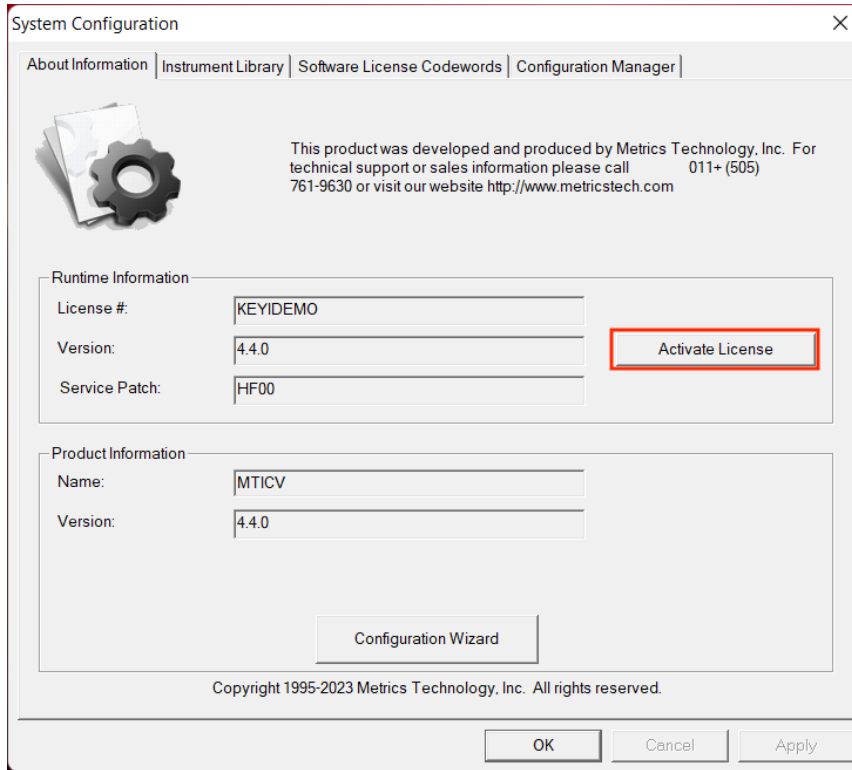 System Configuration
About Information
Instrument Library
Software License Codewords
Configuration Manager
This product was developed and produced by Metrics Technology, Inc. For
technical support or sales information please call 011+ (505)
761-9630 or visit our website http://www.metricstech.com
Runtime Information
License #:
KEYIDEMO
Version:
4.4.0
Activate License
Service Patch:
HF00
Product Information
Name:
MTICV
Version:
4.4.0
Configuration Wizard
Copyright 1995-2023 Metrics Technology, Inc. All rights reserved.
OK
Cancel
Apply